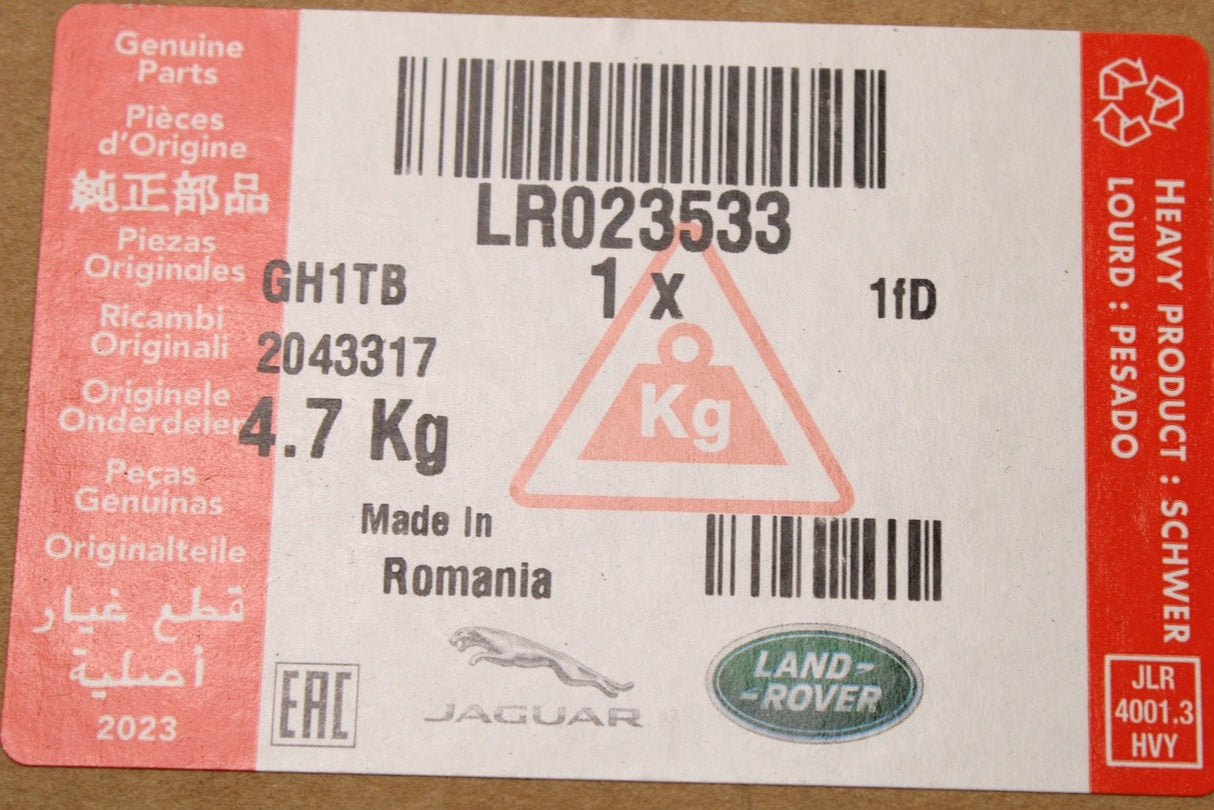 Genuine
Parts
Pièces
d'Origine
純正部品
Piezas
Originales
Ricambi
Originali
Originele
Onderdelen
Peças
Genuinas
Originalteile
قطع غيار
أصلية
2023
LR023533
GH1TB
1 x
1fD
2043317
4.7 Kg
Kg
Made In
Romania
EAC
JAGUAR
LAND-
-ROVER
HEAVY PRODUCT : SCHWER
LOURD : PESADO
JLR
4001.3
HVY